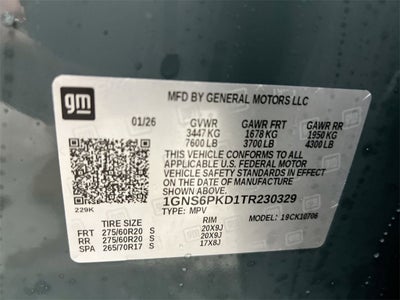 gm
MFD BY GENERAL MOTORS LLC
01/26 GVWR GAWR FRT GAWR RR
3447 KG 1678 KG 1950 KG
7600 LB 3700 LB 4300 LB
THIS VEHICLE CONFORMS TO ALL APPLICABLE
U.S. FEDERAL MOTOR
VEHICLE SAFETY STANDARDS IN EFFECT
ON THE DATE OF MANUFACTURE SHOWN ABOVE.
229K
1GNS6PKD1TR230329
TYPE: MPV MODEL: 19CK10706
TIRE SIZE RIM
FRT 275/60R20 S 20X9J
RR 275/60R20 S 20X9J
SPA 265/70R17 S 17X8J